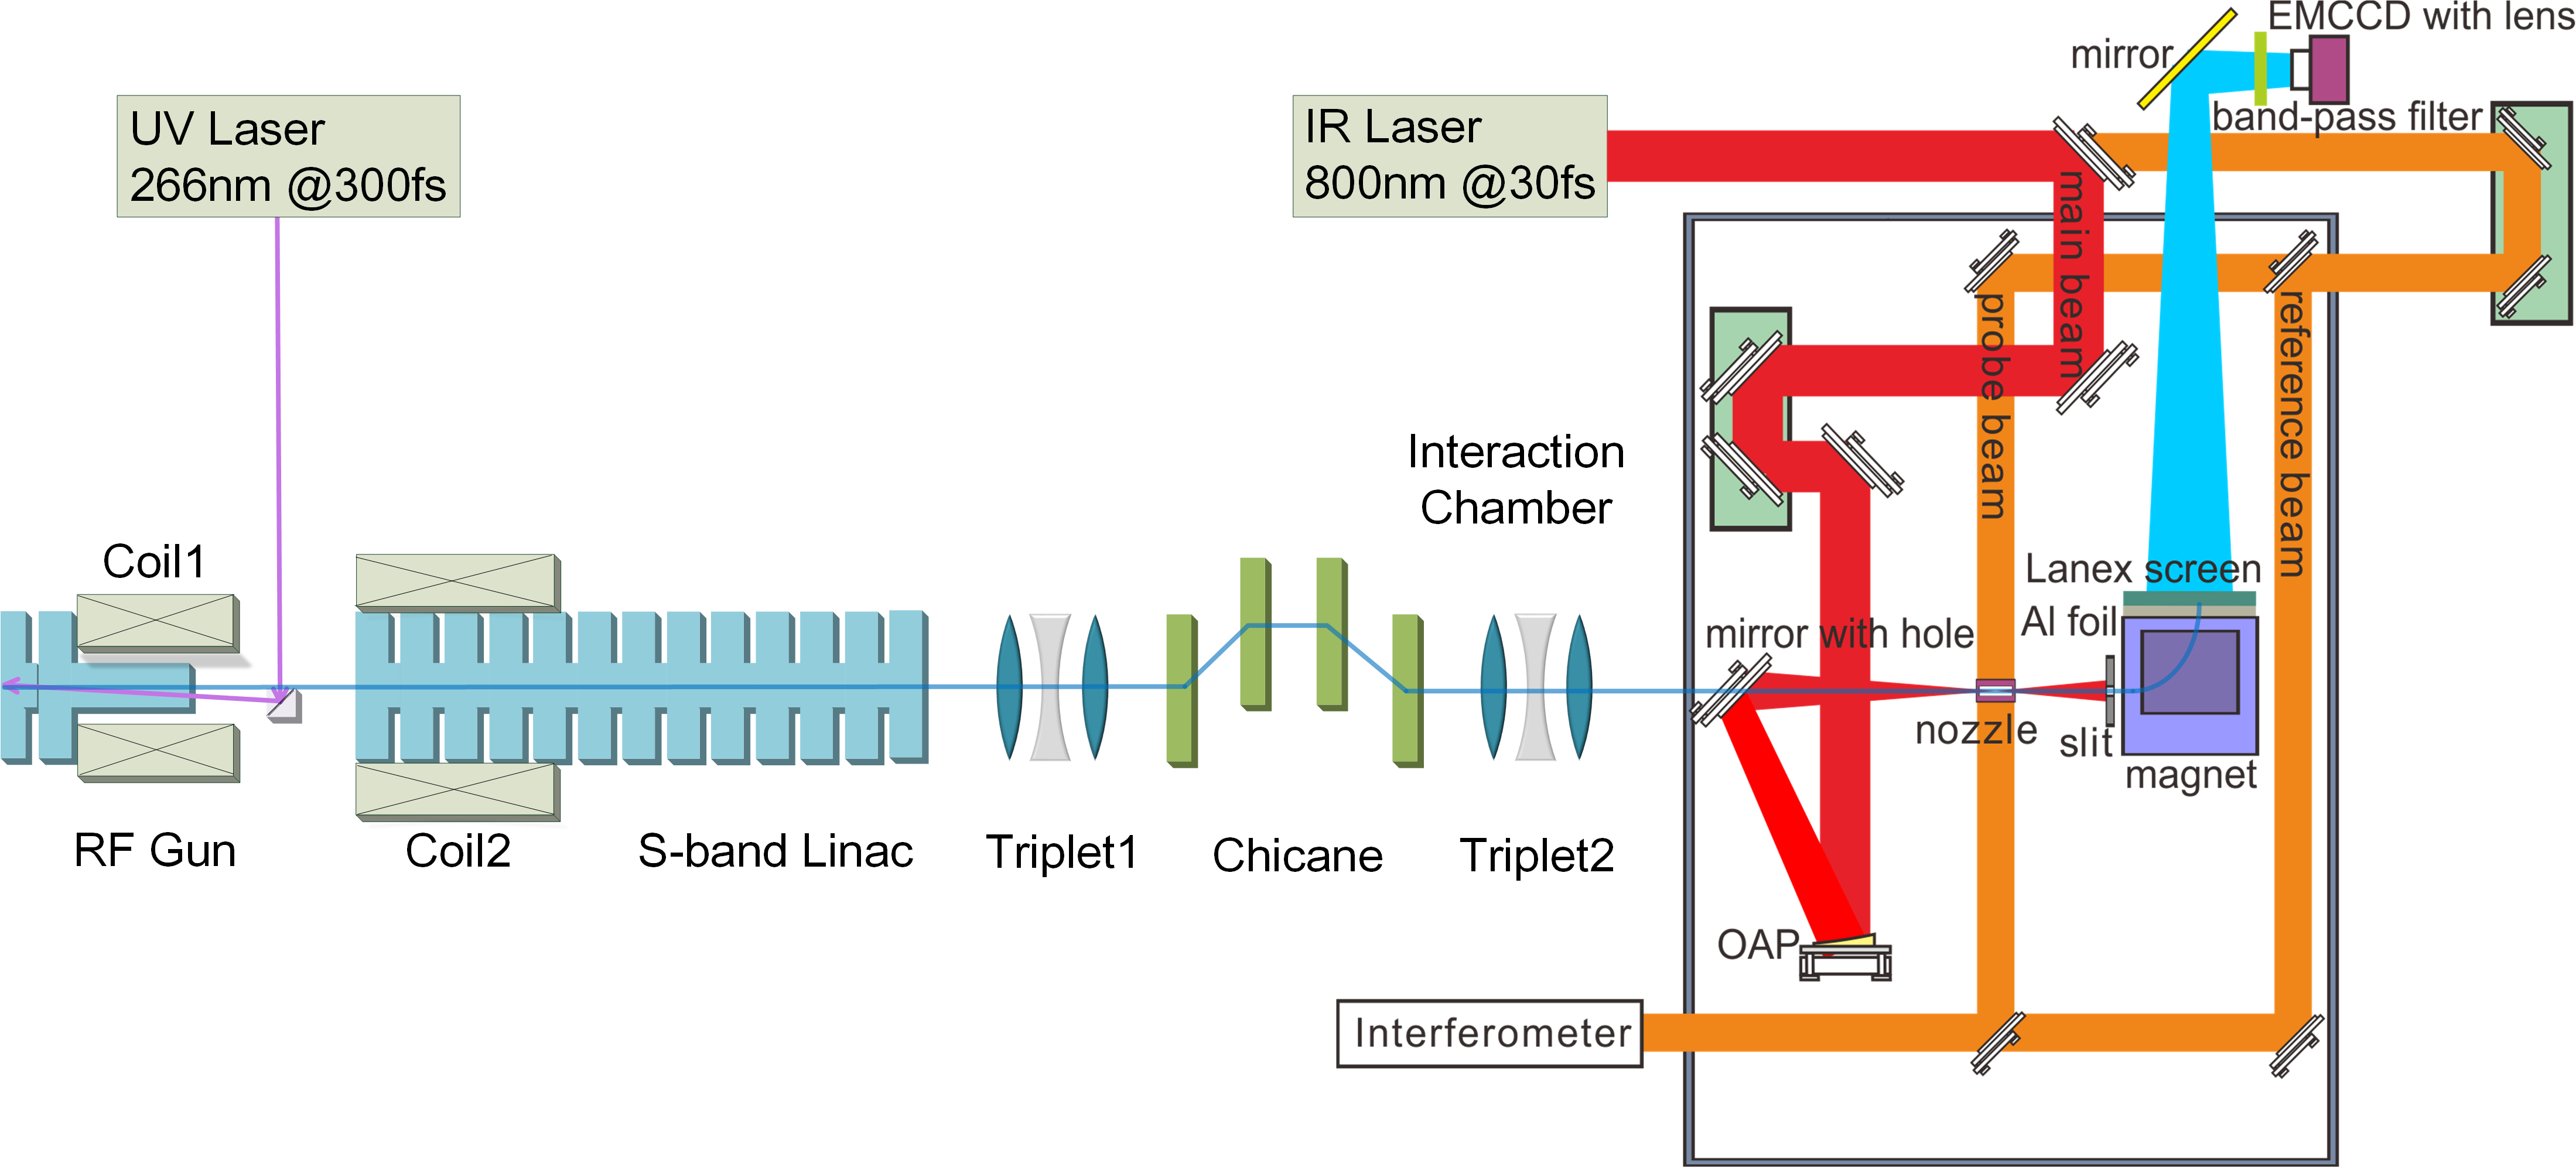 EMCCD with lens
mirror
band-pass filter
UV Laser
266nm @300fs
IR Laser
800nm @30fs
main beam
probe beam
reference beam
Interaction
Chamber
Coil1
Lanex screen
Al foil
mirror with hole
nozzle
slit
magnet
RF Gun
Coil2
S-band Linac
Triplet1
Chicane
Triplet2
OAP
Interferometer